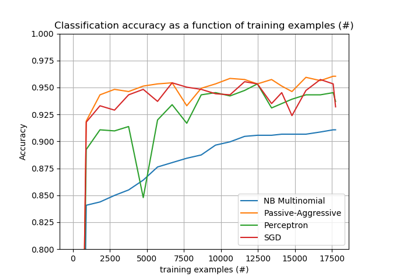 Classification accuracy as a function of training examples (#)
1.000
0.975
0.950
0.925
0.900
0.875
0.850
0.825
0.800
Accuracy
NB Multinomial
Passive-Aggressive
Perceptron
SGD
0 2500 5000 7500 10000 12500 15000 17500
training examples (#)